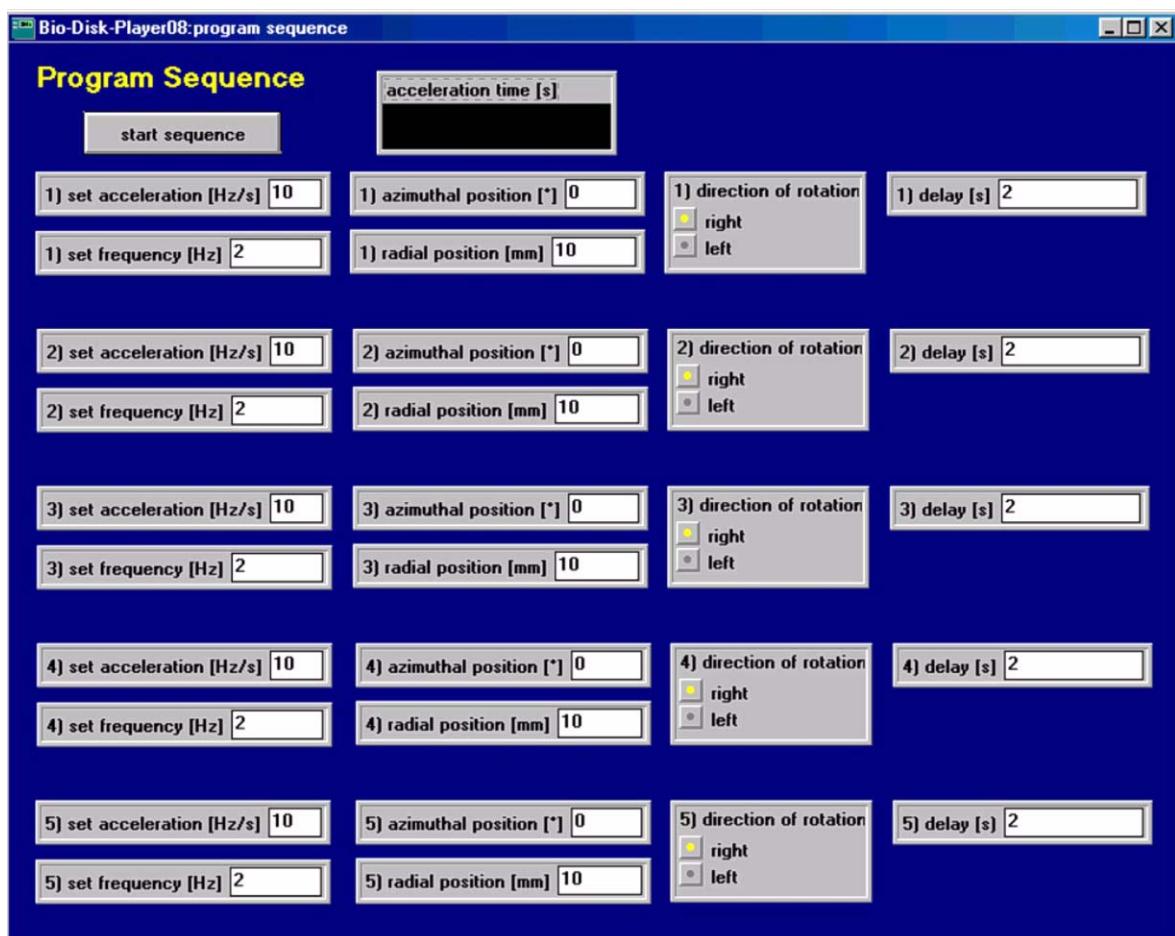 Bio-Disk-Player08:program sequence
Program Sequence
acceleration time [s]
start sequence
1) set acceleration [Hz/s] 10
1) azimuthal position [°] 0
1) direction of rotation
right
left
1) delay [s] 2
1) set frequency [Hz] 2
1) radial position [mm] 10
2) set acceleration [Hz/s] 10
2) azimuthal position [°] 0
2) direction of rotation
right
left
2) delay [s] 2
2) set frequency [Hz] 2
2) radial position [mm] 10
3) set acceleration [Hz/s] 10
3) azimuthal position [°] 0
3) direction of rotation
right
left
3) delay [s] 2
3) set frequency [Hz] 2
3) radial position [mm] 10
4) set acceleration [Hz/s] 10
4) azimuthal position [°] 0
4) direction of rotation
right
left
4) delay [s] 2
4) set frequency [Hz] 2
4) radial position [mm] 10
5) set acceleration [Hz/s] 10
5) azimuthal position [°] 0
5) direction of rotation
right
left
5) delay [s] 2
5) set frequency [Hz] 2
5) radial position [mm] 10